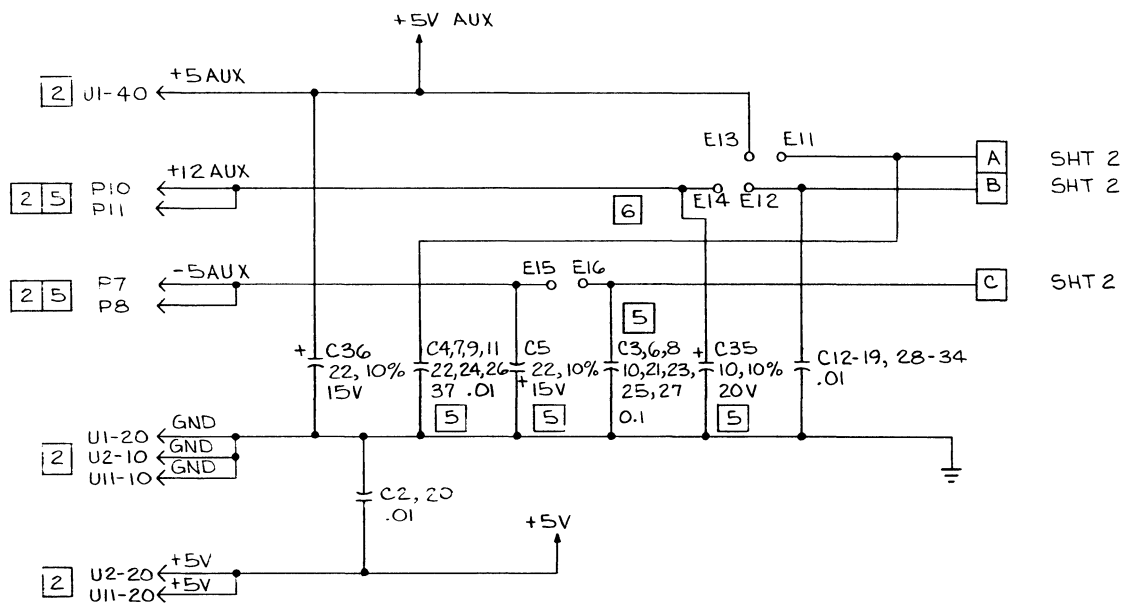 +5V AUX
2 U1-40 +5AUX
E13 E11
A SHT 2
+12 AUX
2 5 P10
P11
B SHT 2
E14 E12
6
-5AUX
2 5 P7
P8
E15 E16
C SHT 2
5
+ C36
22, 10%
15V
C4,7,9,11
22,24,26
37 .01
5
C5
22, 10%
+ 15V
5
C3,6,8
10,21,23,
25,27
0.1
+ C35
10, 10%
20V
5
C12-19, 28-34
.01
2
U1-20 GND
U2-10 GND
U11-10 GND
C2, 20
.01
+5V
2
U2-20 +5V
U11-20 +5V